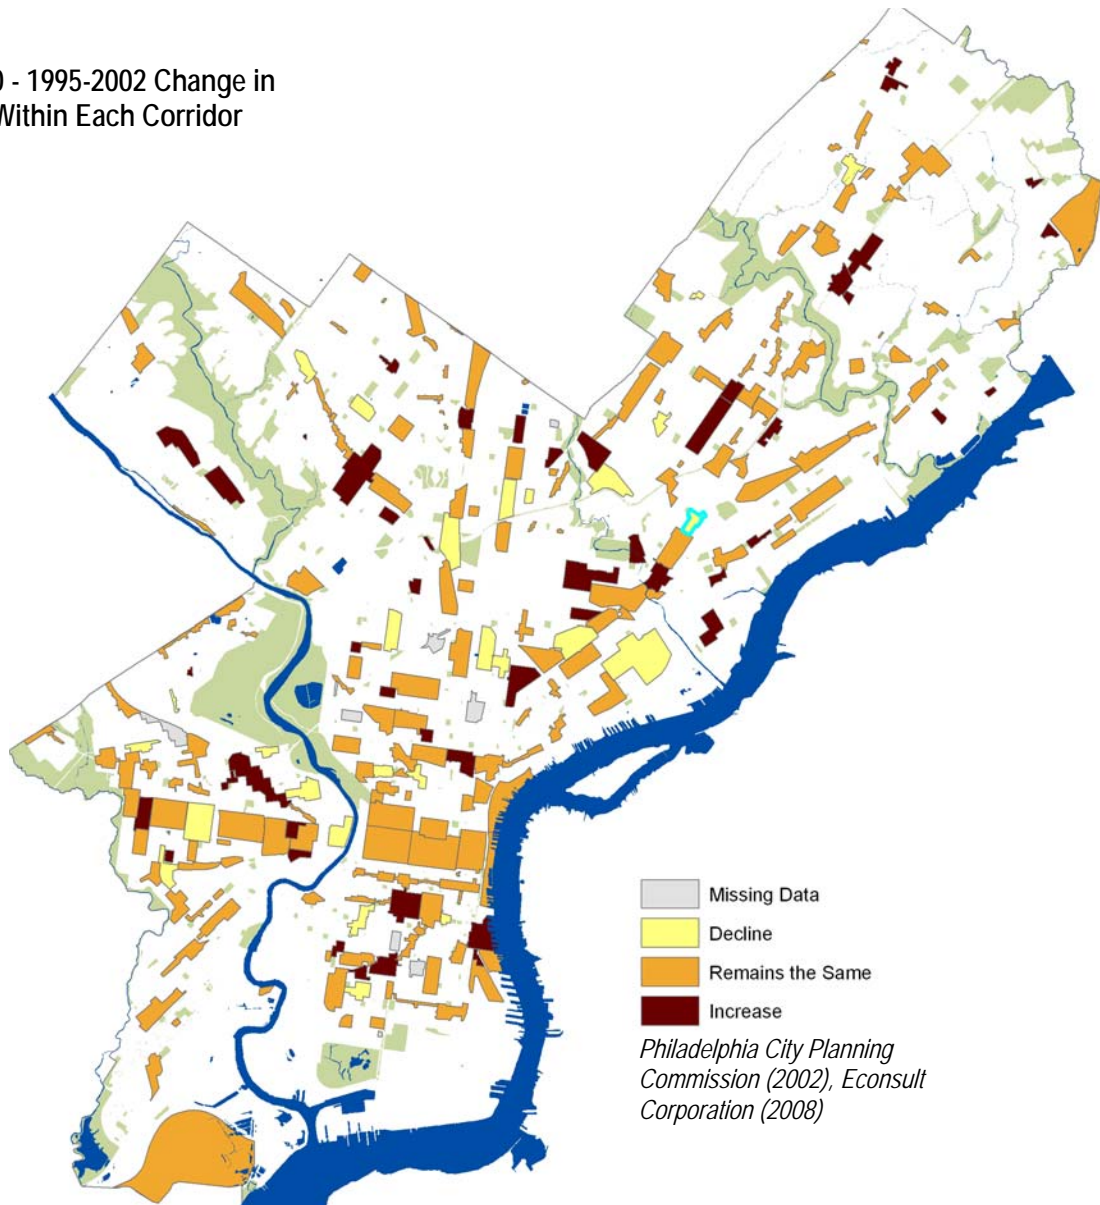 - 1995-2002 Change in
Within Each Corridor
Missing Data
Decline
Remains the Same
Increase
Philadelphia City Planning
Commission (2002), Econsult
Corporation (2008)